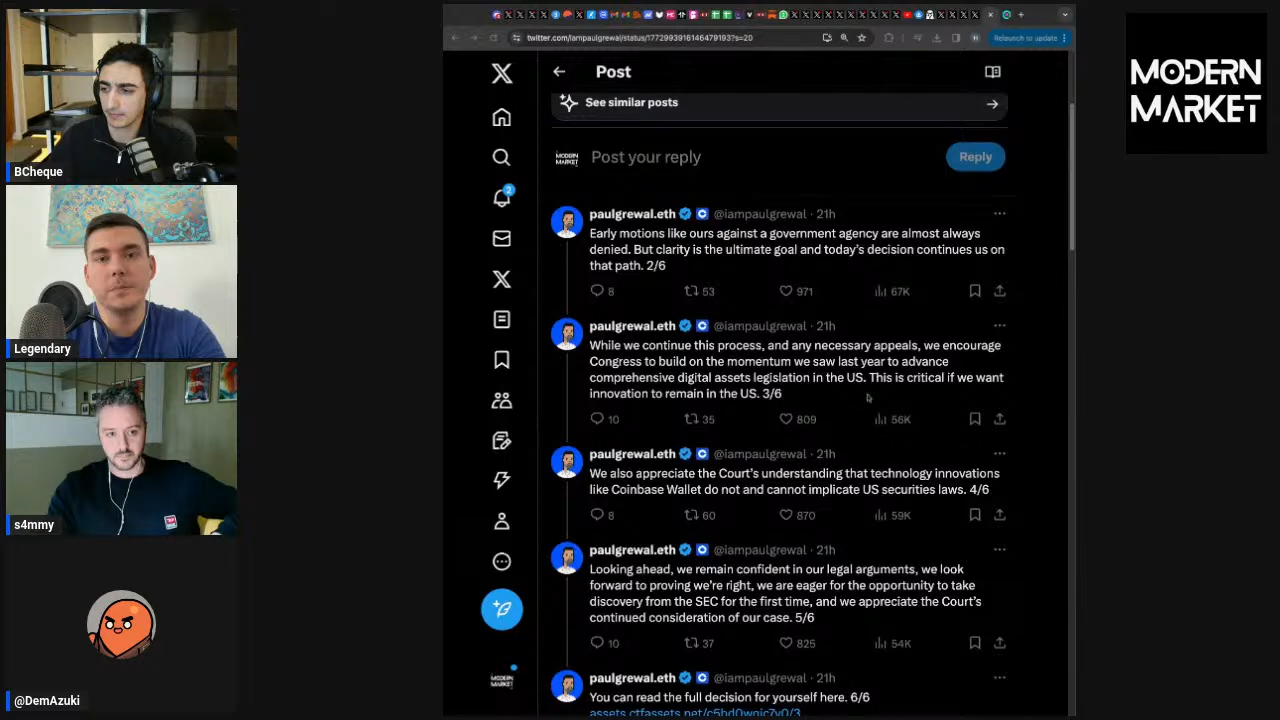 BCheque
Legendary
s4mmy
@DemAzuki
twitter.com/iampaulgrewal/status/1772993916146479193?s=20
Relaunch to update
MODERN
MARKET
Post
See similar posts
MODERN
MARKET
Post your reply
Reply
2
paulgrewal.eth @iampaulgrewal · 21h
Early motions like ours against a government agency are almost always
denied. But clarity is the ultimate goal and today's decision continues us on
that path. 2/6
8 53 971 67K
paulgrewal.eth @iampaulgrewal · 21h
While we continue this process, and any necessary appeals, we encourage
Congress to build on the momentum we saw last year to advance
comprehensive digital assets legislation in the US. This is critical if we want
innovation to remain in the US. 3/6
10 35 809 56K
paulgrewal.eth @iampaulgrewal · 21h
We also appreciate the Court's understanding that technology innovations
like Coinbase Wallet do not and cannot implicate US securities laws. 4/6
8 60 870 59K
paulgrewal.eth @iampaulgrewal · 21h
Looking ahead, we remain confident in our legal arguments, we look
forward to proving we're right, we are eager for the opportunity to take
discovery from the SEC for the first time, and we appreciate the Court's
continued consideration of our case. 5/6
10 37 825 54K
MODERN
MARKET
paulgrewal.eth @iampaulgrewal · 21h
You can read the full decision for yourself here. 6/6